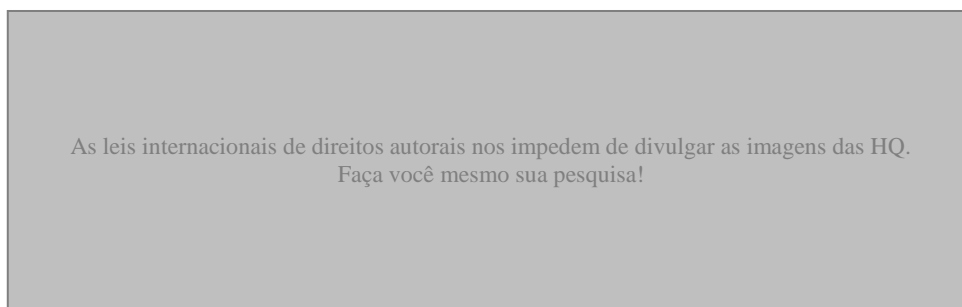 As leis internacionais de direitos autorais nos impedem de divulgar as imagens das HQ.
Faça você mesmo sua pesquisa!